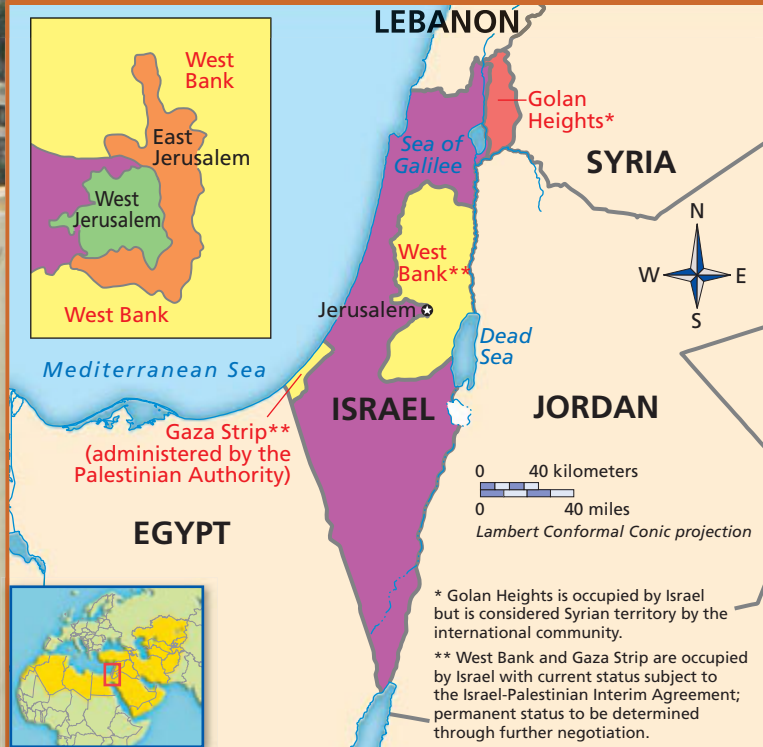 LEBANON
West
Bank
East
Jerusalem
West
Jerusalem
West Bank
Golan
Heights*
Sea of
Galilee
SYRIA
N
W
E
S
West
Bank**
Jerusalem
Dead
Sea
Mediterranean Sea
ISRAEL
JORDAN
Gaza Strip**
(administered by the
Palestinian Authority)
EGYPT
0 40 kilometers
0 40 miles
Lambert Conformal Conic projection
* Golan Heights is occupied by Israel
but is considered Syrian territory by the
international community.
** West Bank and Gaza Strip are occupied
by Israel with current status subject to
the Israel-Palestinian Interim Agreement;
permanent status to be determined
through further negotiation.